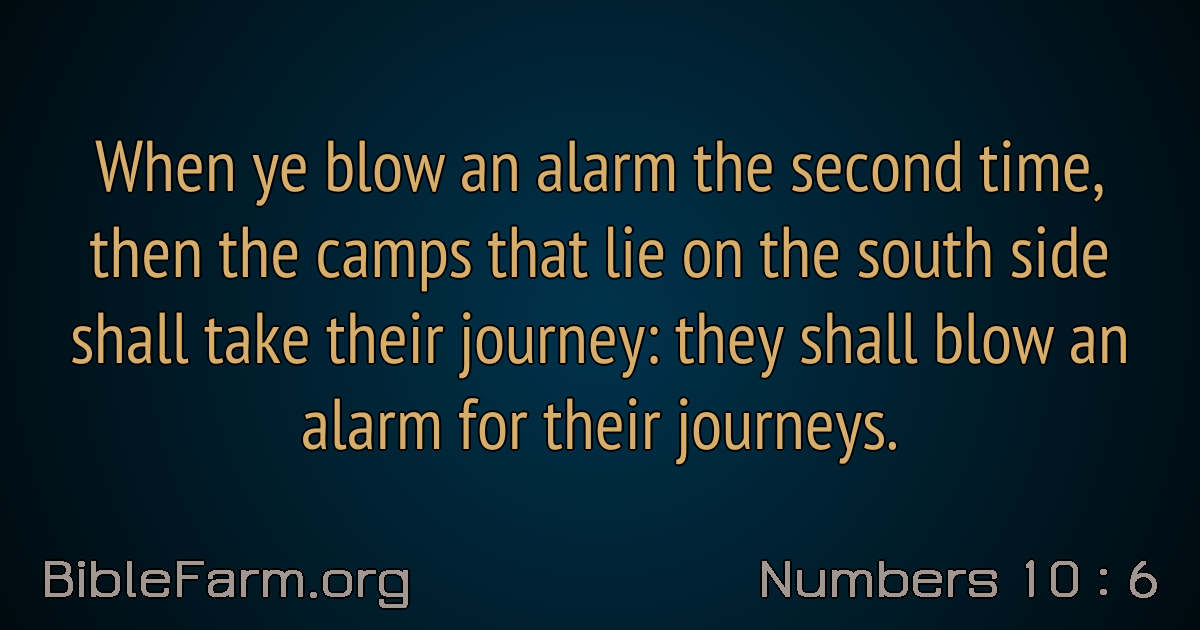 When ye blow an alarm the second time,
then the camps that lie on the south side
shall take their journey: they shall blow an
alarm for their journeys.
BibleFarm.org
Numbers 10 : 6